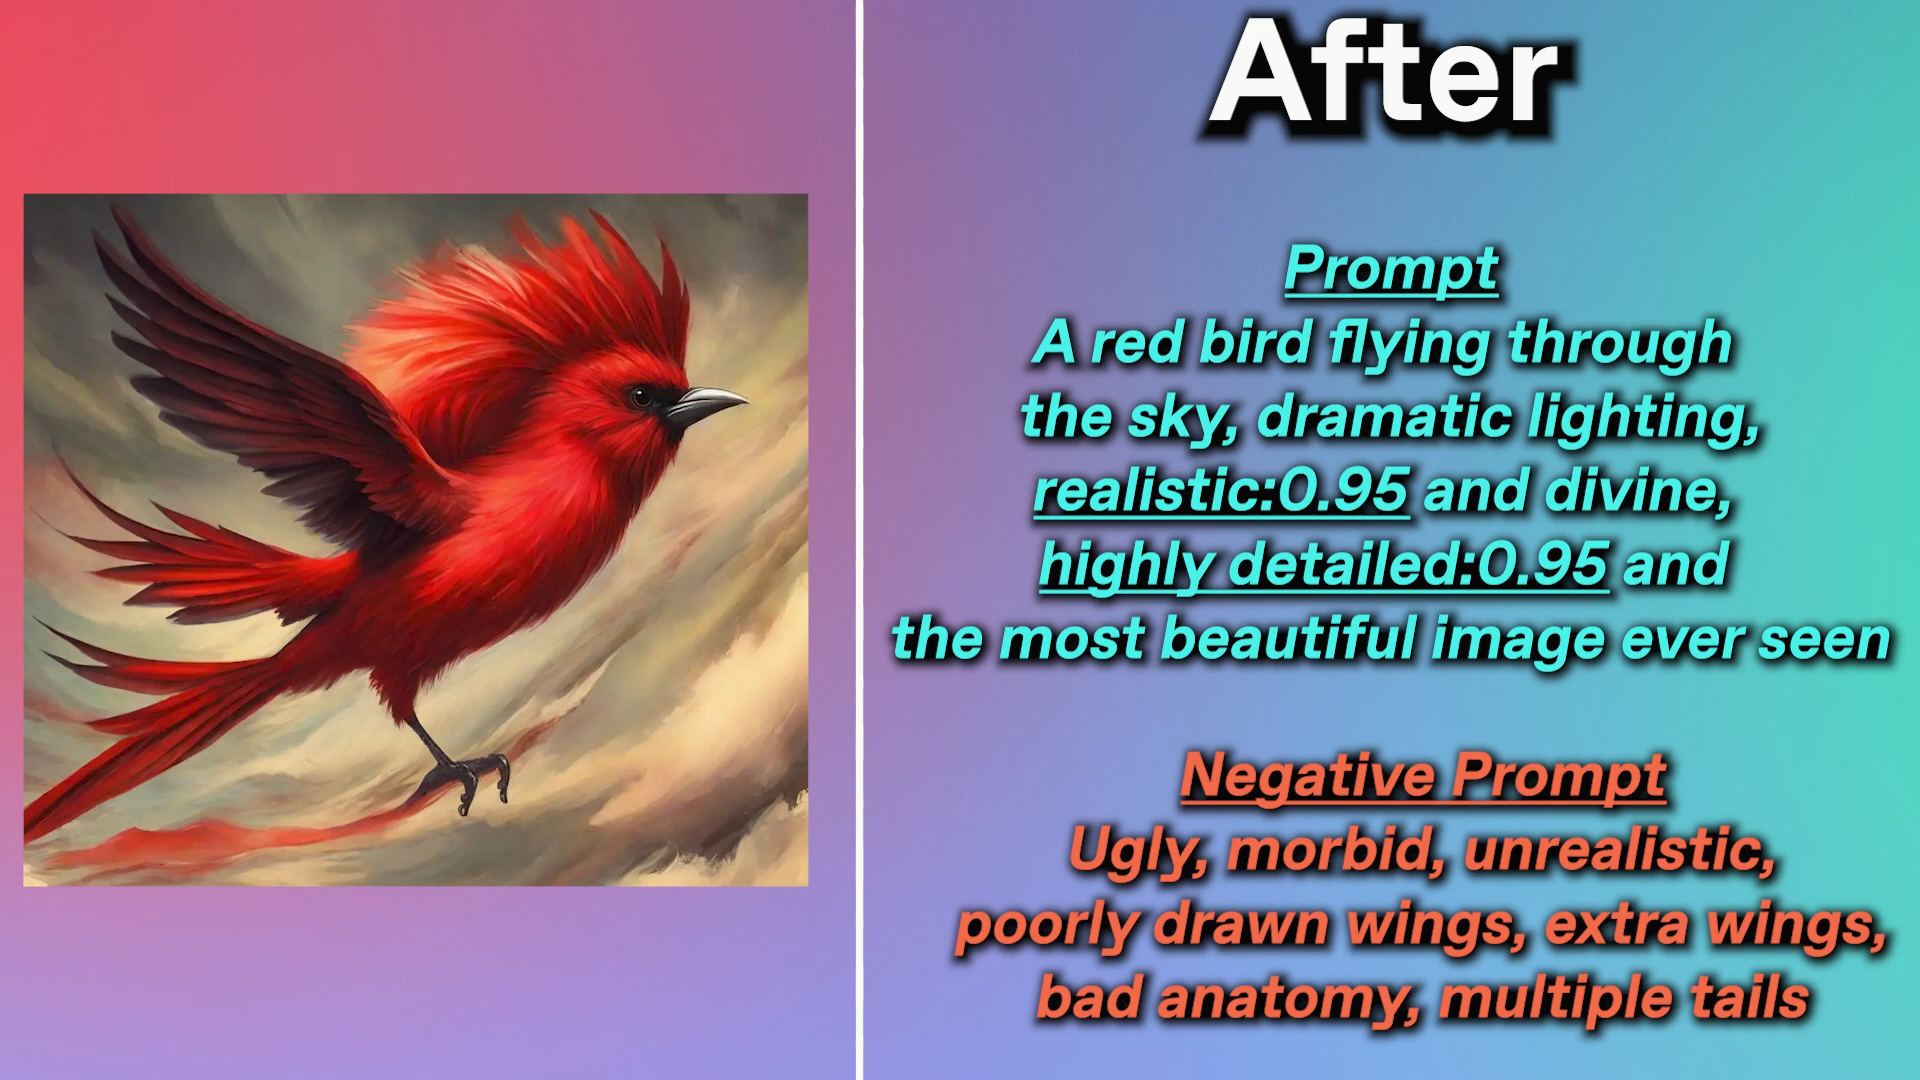 After
Prompt
A red bird flying through
the sky, dramatic lighting,
realistic:0.95 and divine,
highly detailed:0.95 and
the most beautiful image ever seen
Negative Prompt
Ugly, morbid, unrealistic,
poorly drawn wings, extra wings,
bad anatomy, multiple tails